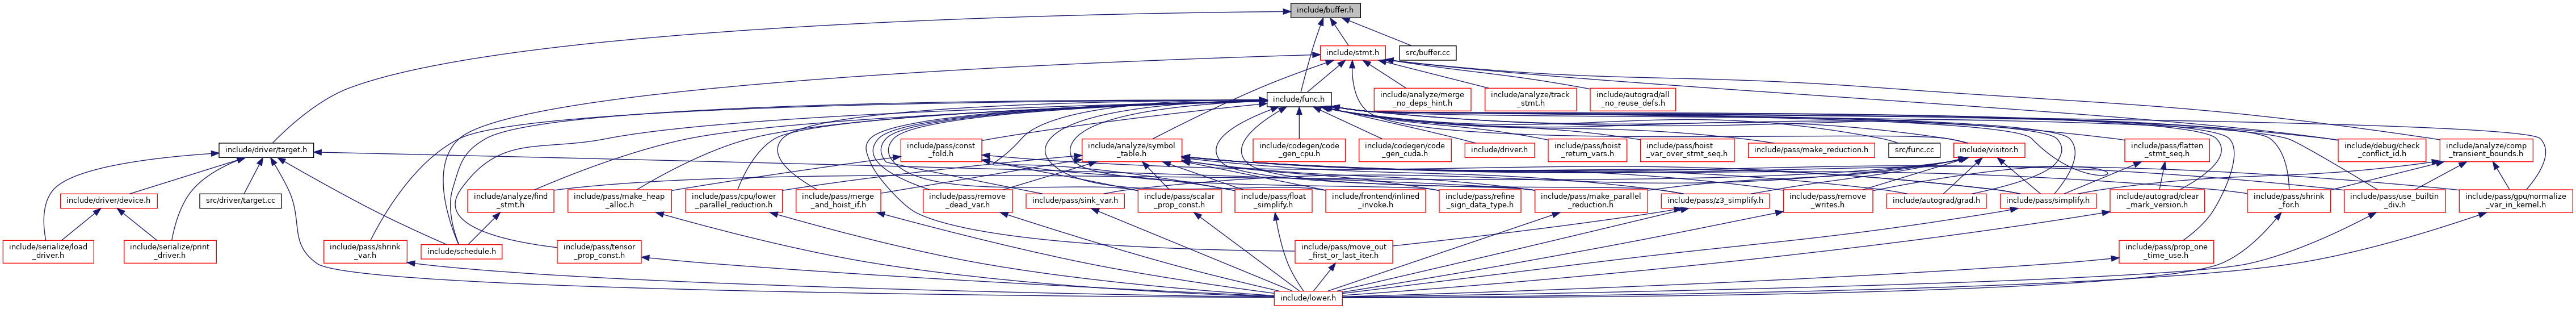 include/buffer.h
include/stmt.h
src/buffer.cc
include/func.h
include/analyze/merge
_no_deps_hint.h
include/analyze/track
_stmt.h
include/autograd/all
_no_reuse_defs.h
include/driver/target.h
include/pass/const
_fold.h
include/analyze/symbol
_table.h
include/codegen/code
_gen_cpu.h
include/codegen/code
_gen_cuda.h
include/driver.h
include/pass/hoist
_return_vars.h
include/pass/hoist
_var_over_stmt_seq.h
include/pass/make_reduction.h
src/func.cc
include/visitor.h
include/pass/flatten
_stmt_seq.h
include/debug/check
_conflict_id.h
include/analyze/comp
_transient_bounds.h
include/driver/device.h
src/driver/target.cc
include/analyze/find
_stmt.h
include/pass/make_heap
_alloc.h
include/pass/cpu/lower
_parallel_reduction.h
include/pass/merge
_and_hoist_if.h
include/pass/remove
_dead_var.h
include/pass/sink_var.h
include/pass/scalar
_prop_const.h
include/pass/float
_simplify.h
include/frontend/inlined
_invoke.h
include/pass/refine
_sign_data_type.h
include/pass/make_parallel
_reduction.h
include/pass/z3_simplify.h
include/pass/remove
_writes.h
include/autograd/grad.h
include/pass/simplify.h
include/autograd/clear
_mark_version.h
include/pass/shrink
_for.h
include/pass/use_builtin
_div.h
include/pass/gpu/normalize
_var_in_kernel.h
include/serialize/load
_driver.h
include/serialize/print
_driver.h
include/pass/shrink
_var.h
include/schedule.h
include/pass/tensor
_prop_const.h
include/pass/move_out
_first_or_last_iter.h
include/pass/prop_one
_time_use.h
include/lower.h